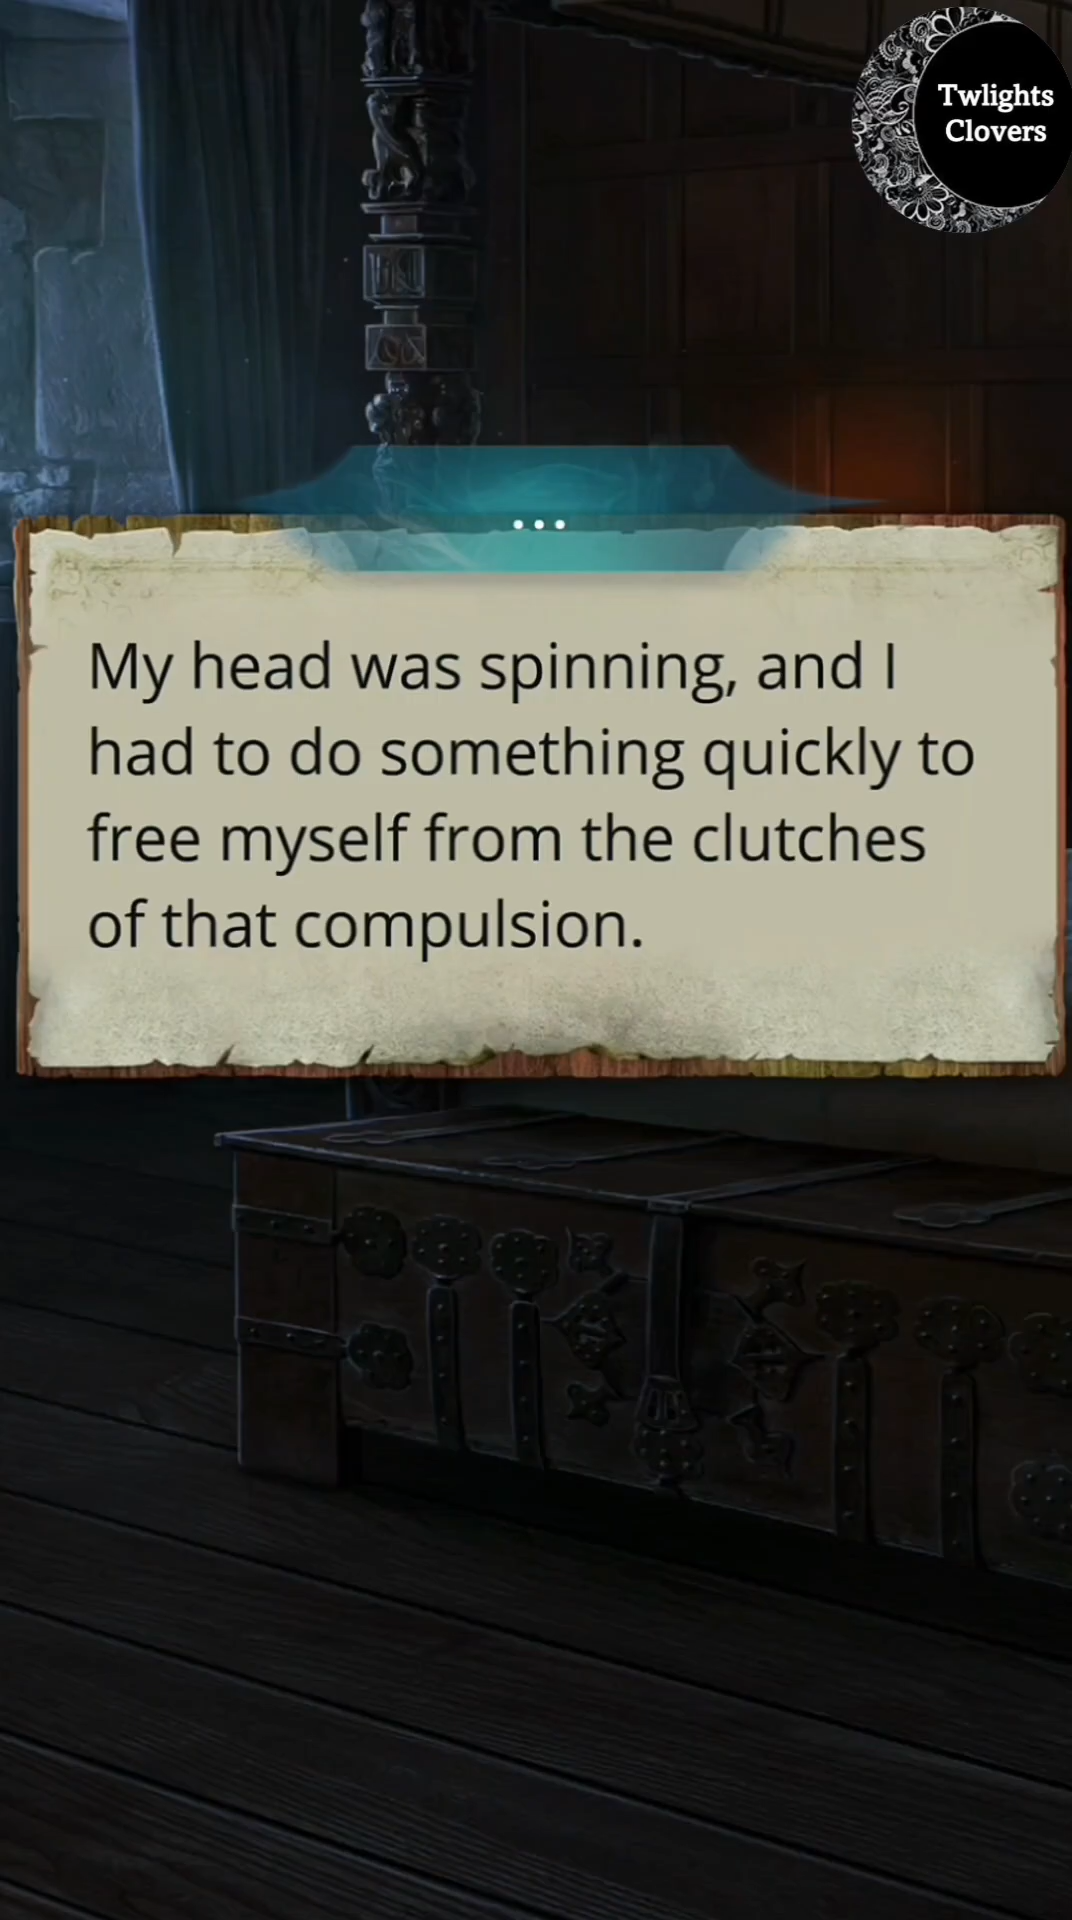 Twlights
Clovers
...
My head was spinning, and I
had to do something quickly to
free myself from the clutches
of that compulsion.